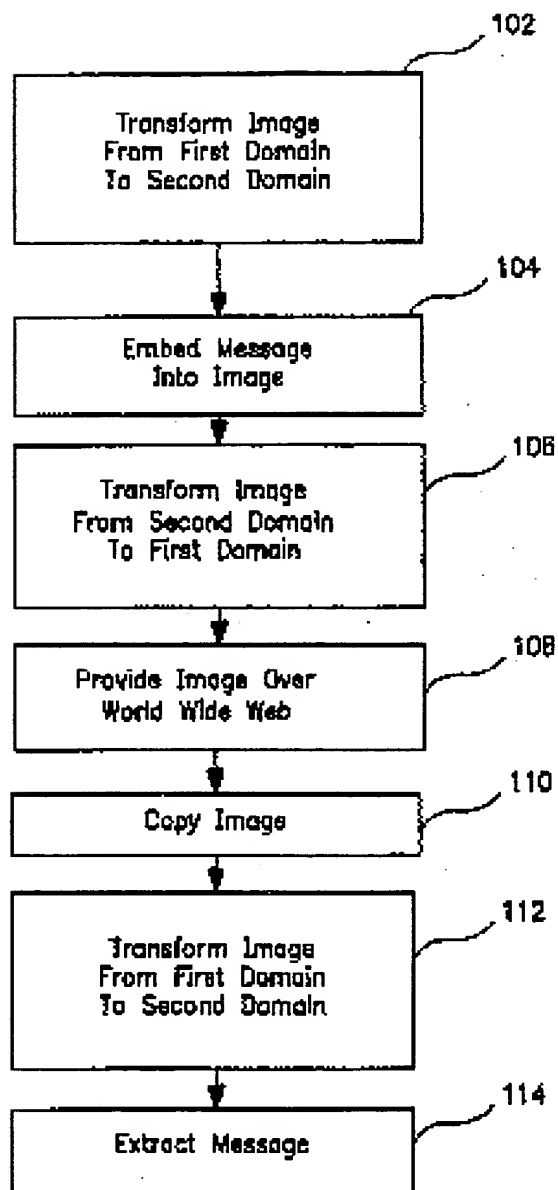 102
Transform Image
From First Domain
To Second Domain
104
Embed Message
Into Image
106
Transform Image
From Second Domain
To First Domain
108
Provide Image Over
World Wide Web
110
Copy Image
112
Transform Image
From First Domain
To Second Domain
114
Extract Message